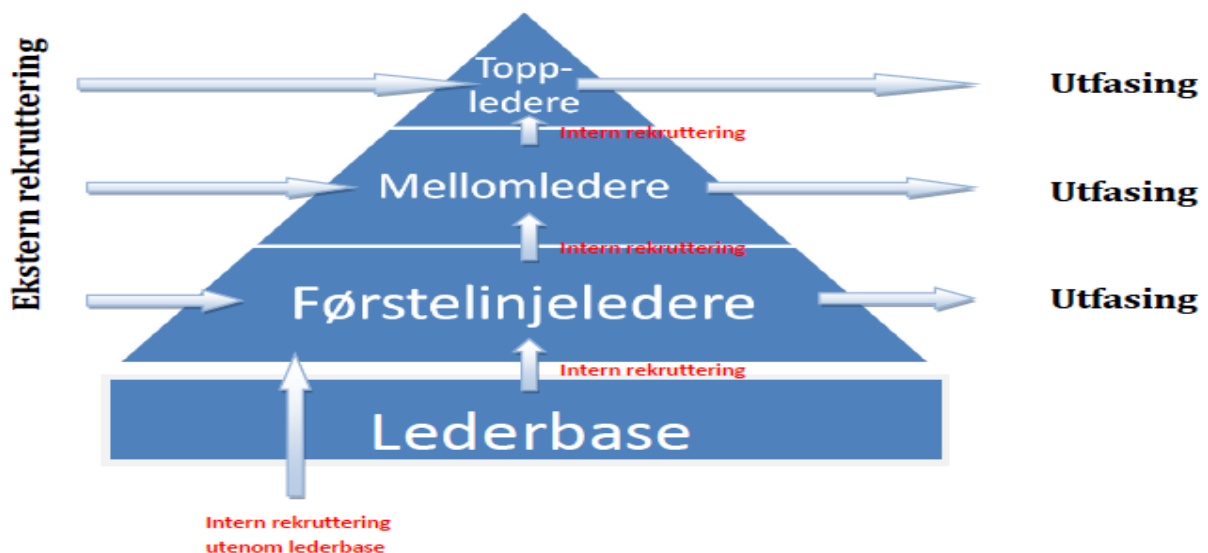 Ekstern rekruttering
Topp-
ledere
Utfasing
Intern rekruttering
Mellomledere
Utfasing
Intern rekruttering
Førstelinjeledere
Utfasing
Intern rekruttering
Lederbase
Intern rekruttering
utenom lederbase